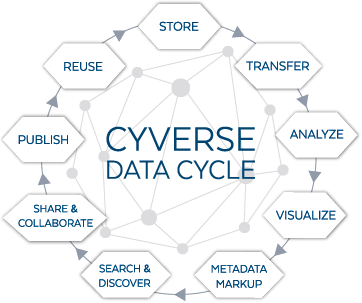 STORE
TRANSFER
ANALYZE
VISUALIZE
METADATA
MARKUP
SEARCH &
DISCOVER
SHARE &
COLLABORATE
PUBLISH
REUSE
CYVERSE
DATA CYCLE